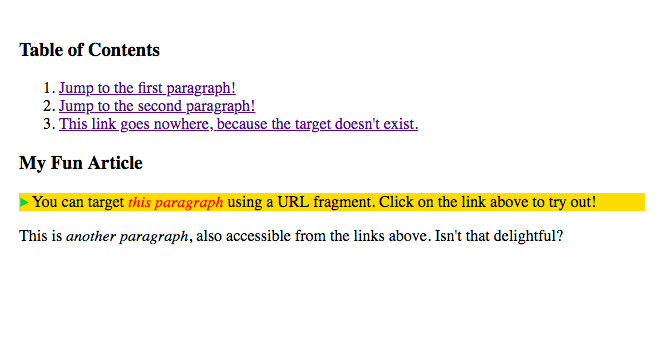 Table of Contents
1. Jump to the first paragraph!
2. Jump to the second paragraph!
3. This link goes nowhere, because the target doesn't exist.
My Fun Article
You can target this paragraph using a URL fragment. Click on the link above to try out!
This is another paragraph, also accessible from the links above. Isn't that delightful?